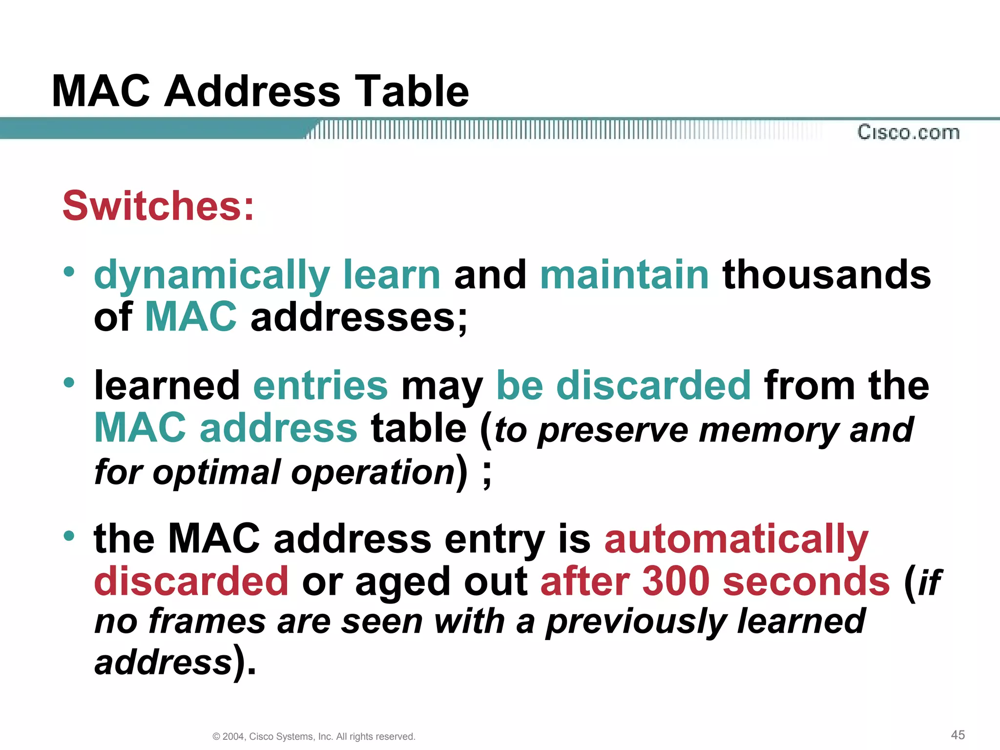 MAC Address Table
Cisco.com
Switches:
• dynamically learn and maintain thousands
of MAC addresses;
• learned entries may be discarded from the
MAC address table (to preserve memory and
for optimal operation) ;
• the MAC address entry is automatically
discarded or aged out after 300 seconds (if
no frames are seen with a previously learned
address).
© 2004, Cisco Systems, Inc. All rights reserved.
45